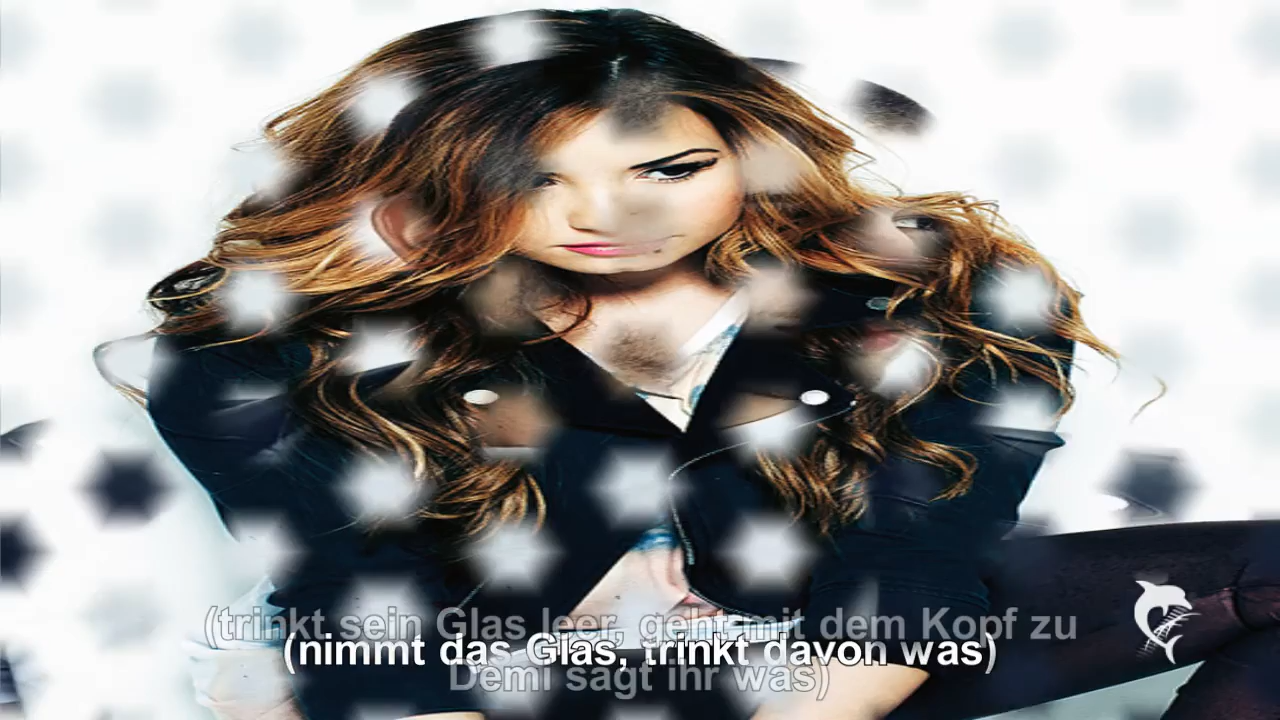 (trinkt sein Glas leer, geht mit dem Kopf zu
(nimmt das Glas, trinkt davon was)
Demi sagt ihr was)